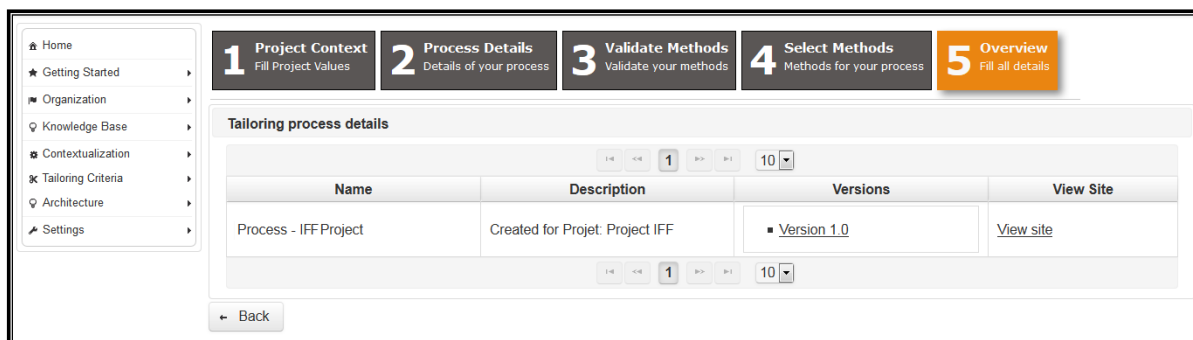 Home
Getting Started
Organization
Knowledge Base
Contextualization
Tailoring Criteria
Architecture
Settings
1 Project Context
Fill Project Values
2 Process Details
Details of your process
3 Validate Methods
Validate your methods
4 Select Methods
Methods for your process
5 Overview
Fill all details
Tailoring process details
1 10
Name Description Versions View Site
Process - IFF Project Created for Projet: Project IFF Version 1.0 View site
1 10
Back